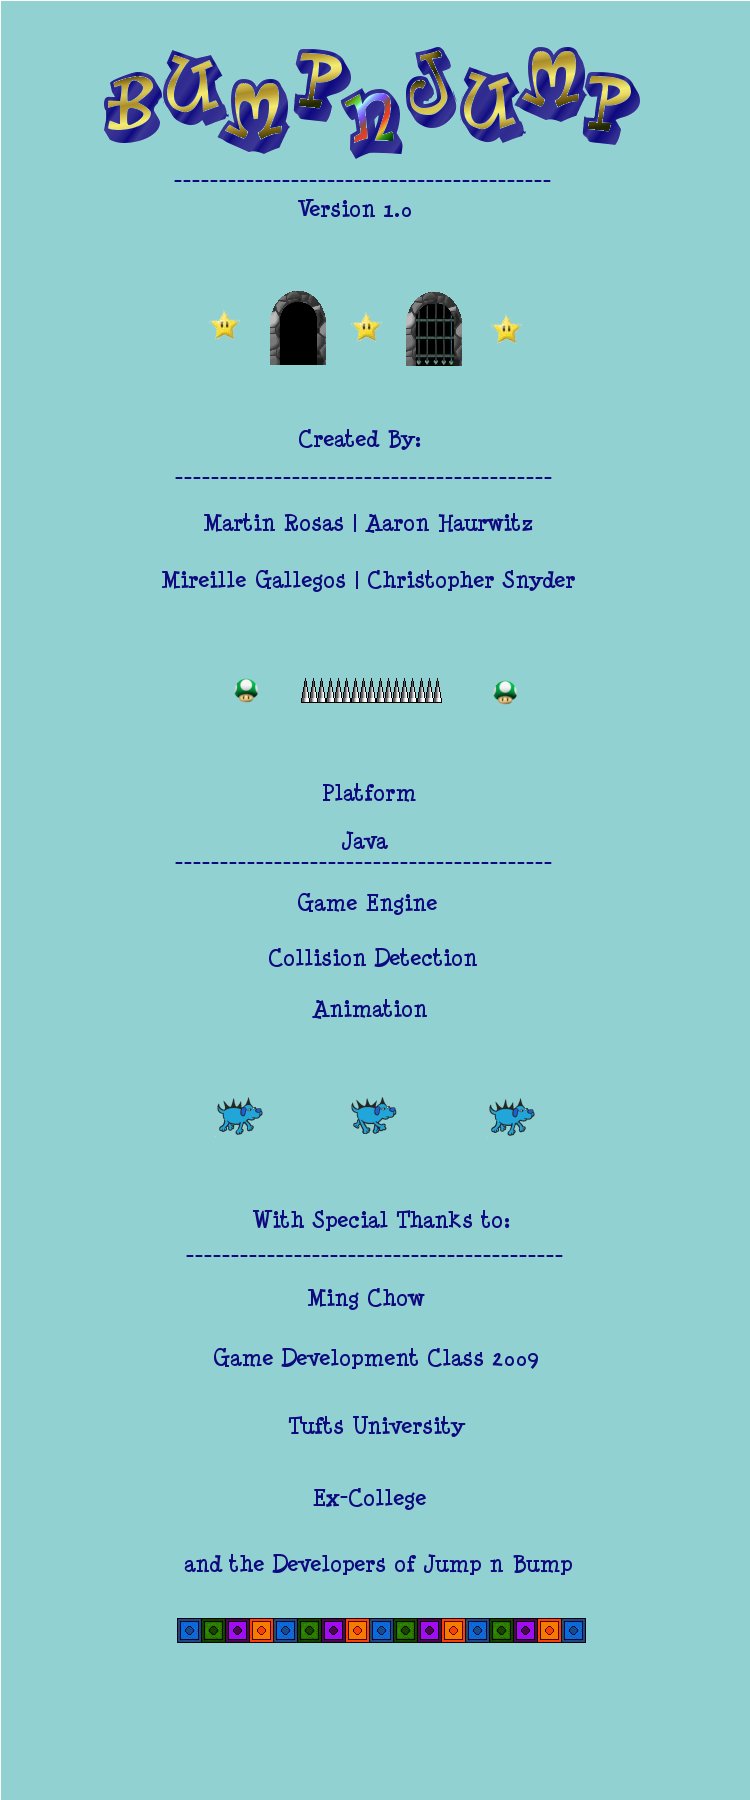 BUMP n JUMP
-----------------------------------------
Version 1.0
Created By:
-----------------------------------------
Martin Rosas | Aaron Haurwitz
Mireille Gallegos | Christopher Snyder
Platform
Java
-----------------------------------------
Game Engine
Collision Detection
Animation
With Special Thanks to:
-----------------------------------------
Ming Chow
Game Development Class 2009
Tufts University
Ex-College
and the Developers of Jump n Bump